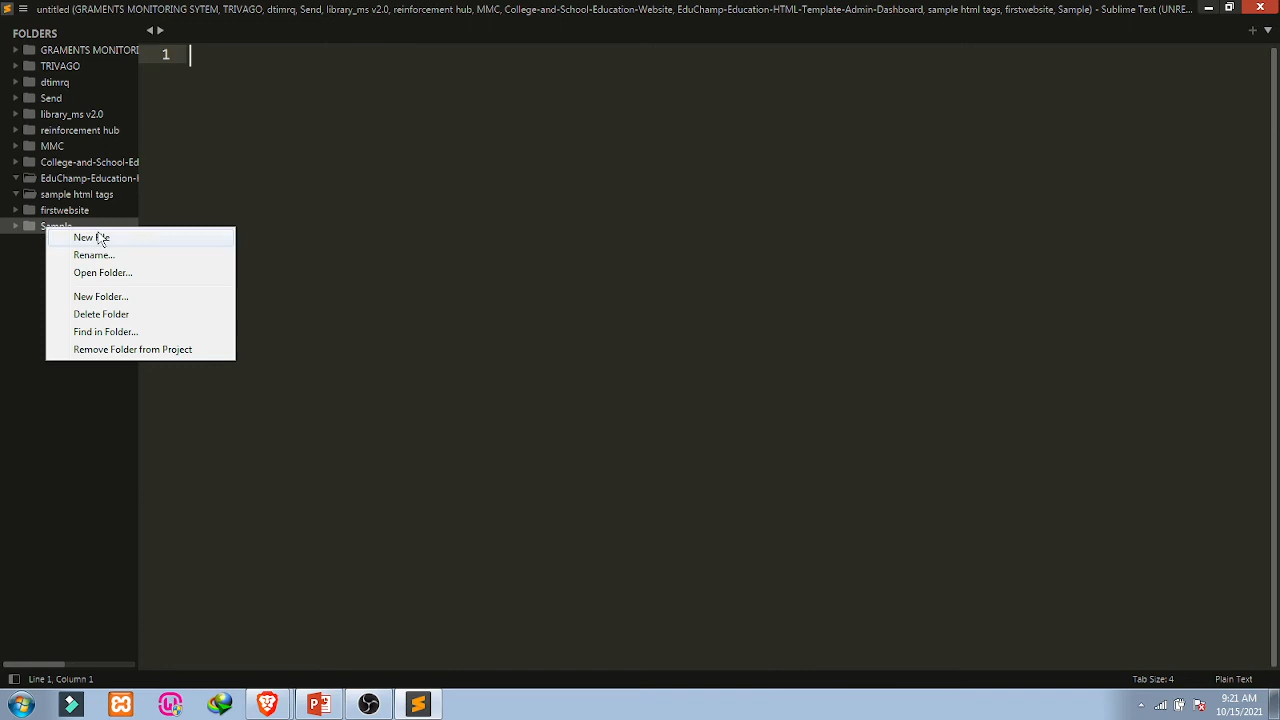 untitled (GRAMENTS MONITORING SYTEM, TRIVAGO, dtimrq, Send, library_ms v2.0, reinforcement hub, MMC, College-and-School-Education-Website, EduChamp-Education-HTML-Template-Admin-Dashboard, sample html tags, firstwebsite, Sample) - Sublime Text (UNRE...
FOLDERS
GRAMENTS MONITORI
TRIVAGO
dtimrq
Send
library_ms v2.0
reinforcement hub
MMC
College-and-School-Ed
EduChamp-Education-H
sample html tags
firstwebsite
Sample
1
New File
Rename...
Open Folder...
New Folder...
Delete Folder
Find in Folder...
Remove Folder from Project
Line 1, Column 1
Tab Size: 4
Plain Text
9:21 AM
10/15/2021